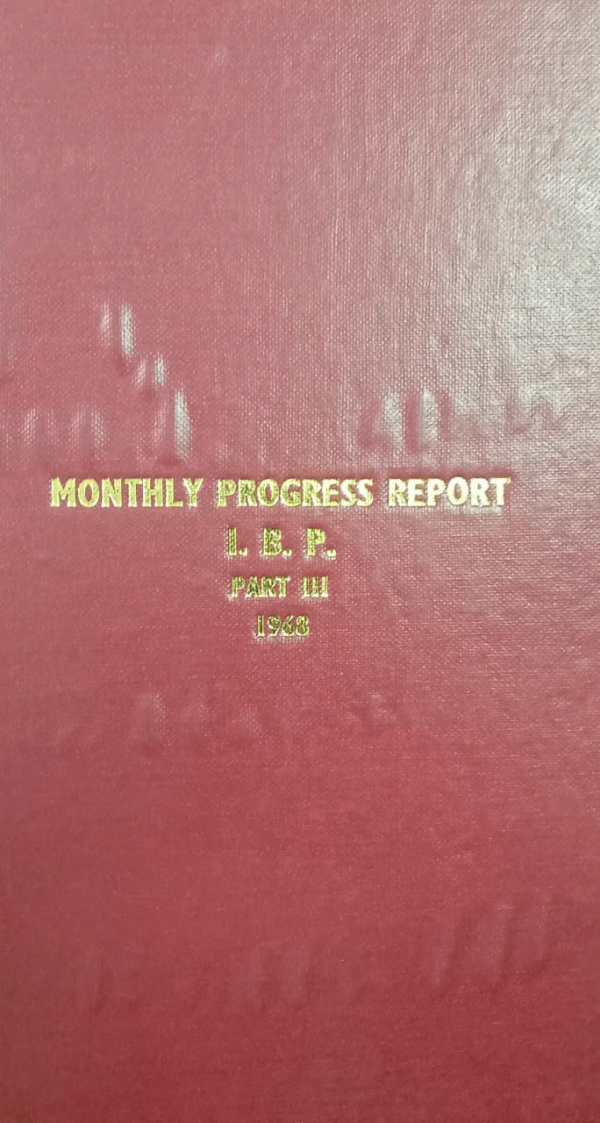 MONTHLY PROGRESS REPORT
I. B. P.
PART III
1968